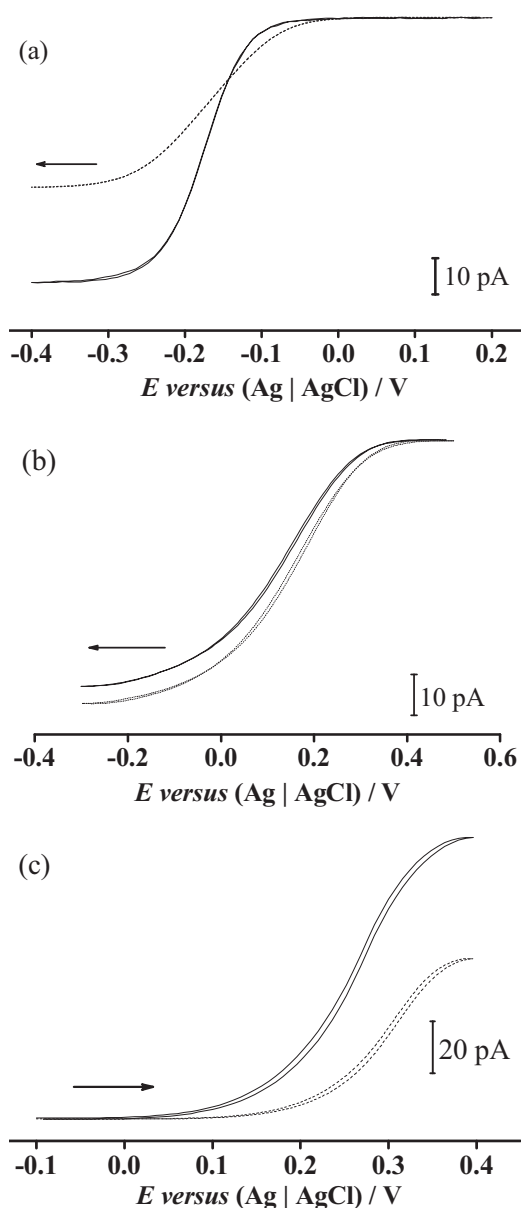 (a)
10 pA
-0.4 -0.3 -0.2 -0.1 0.0 0.1 0.2
E versus (Ag | AgCl) / V
(b)
10 pA
-0.4 -0.2 0.0 0.2 0.4 0.6
E versus (Ag | AgCl) / V
(c)
20 pA
-0.1 0.0 0.1 0.2 0.3 0.4
E versus (Ag | AgCl) / V